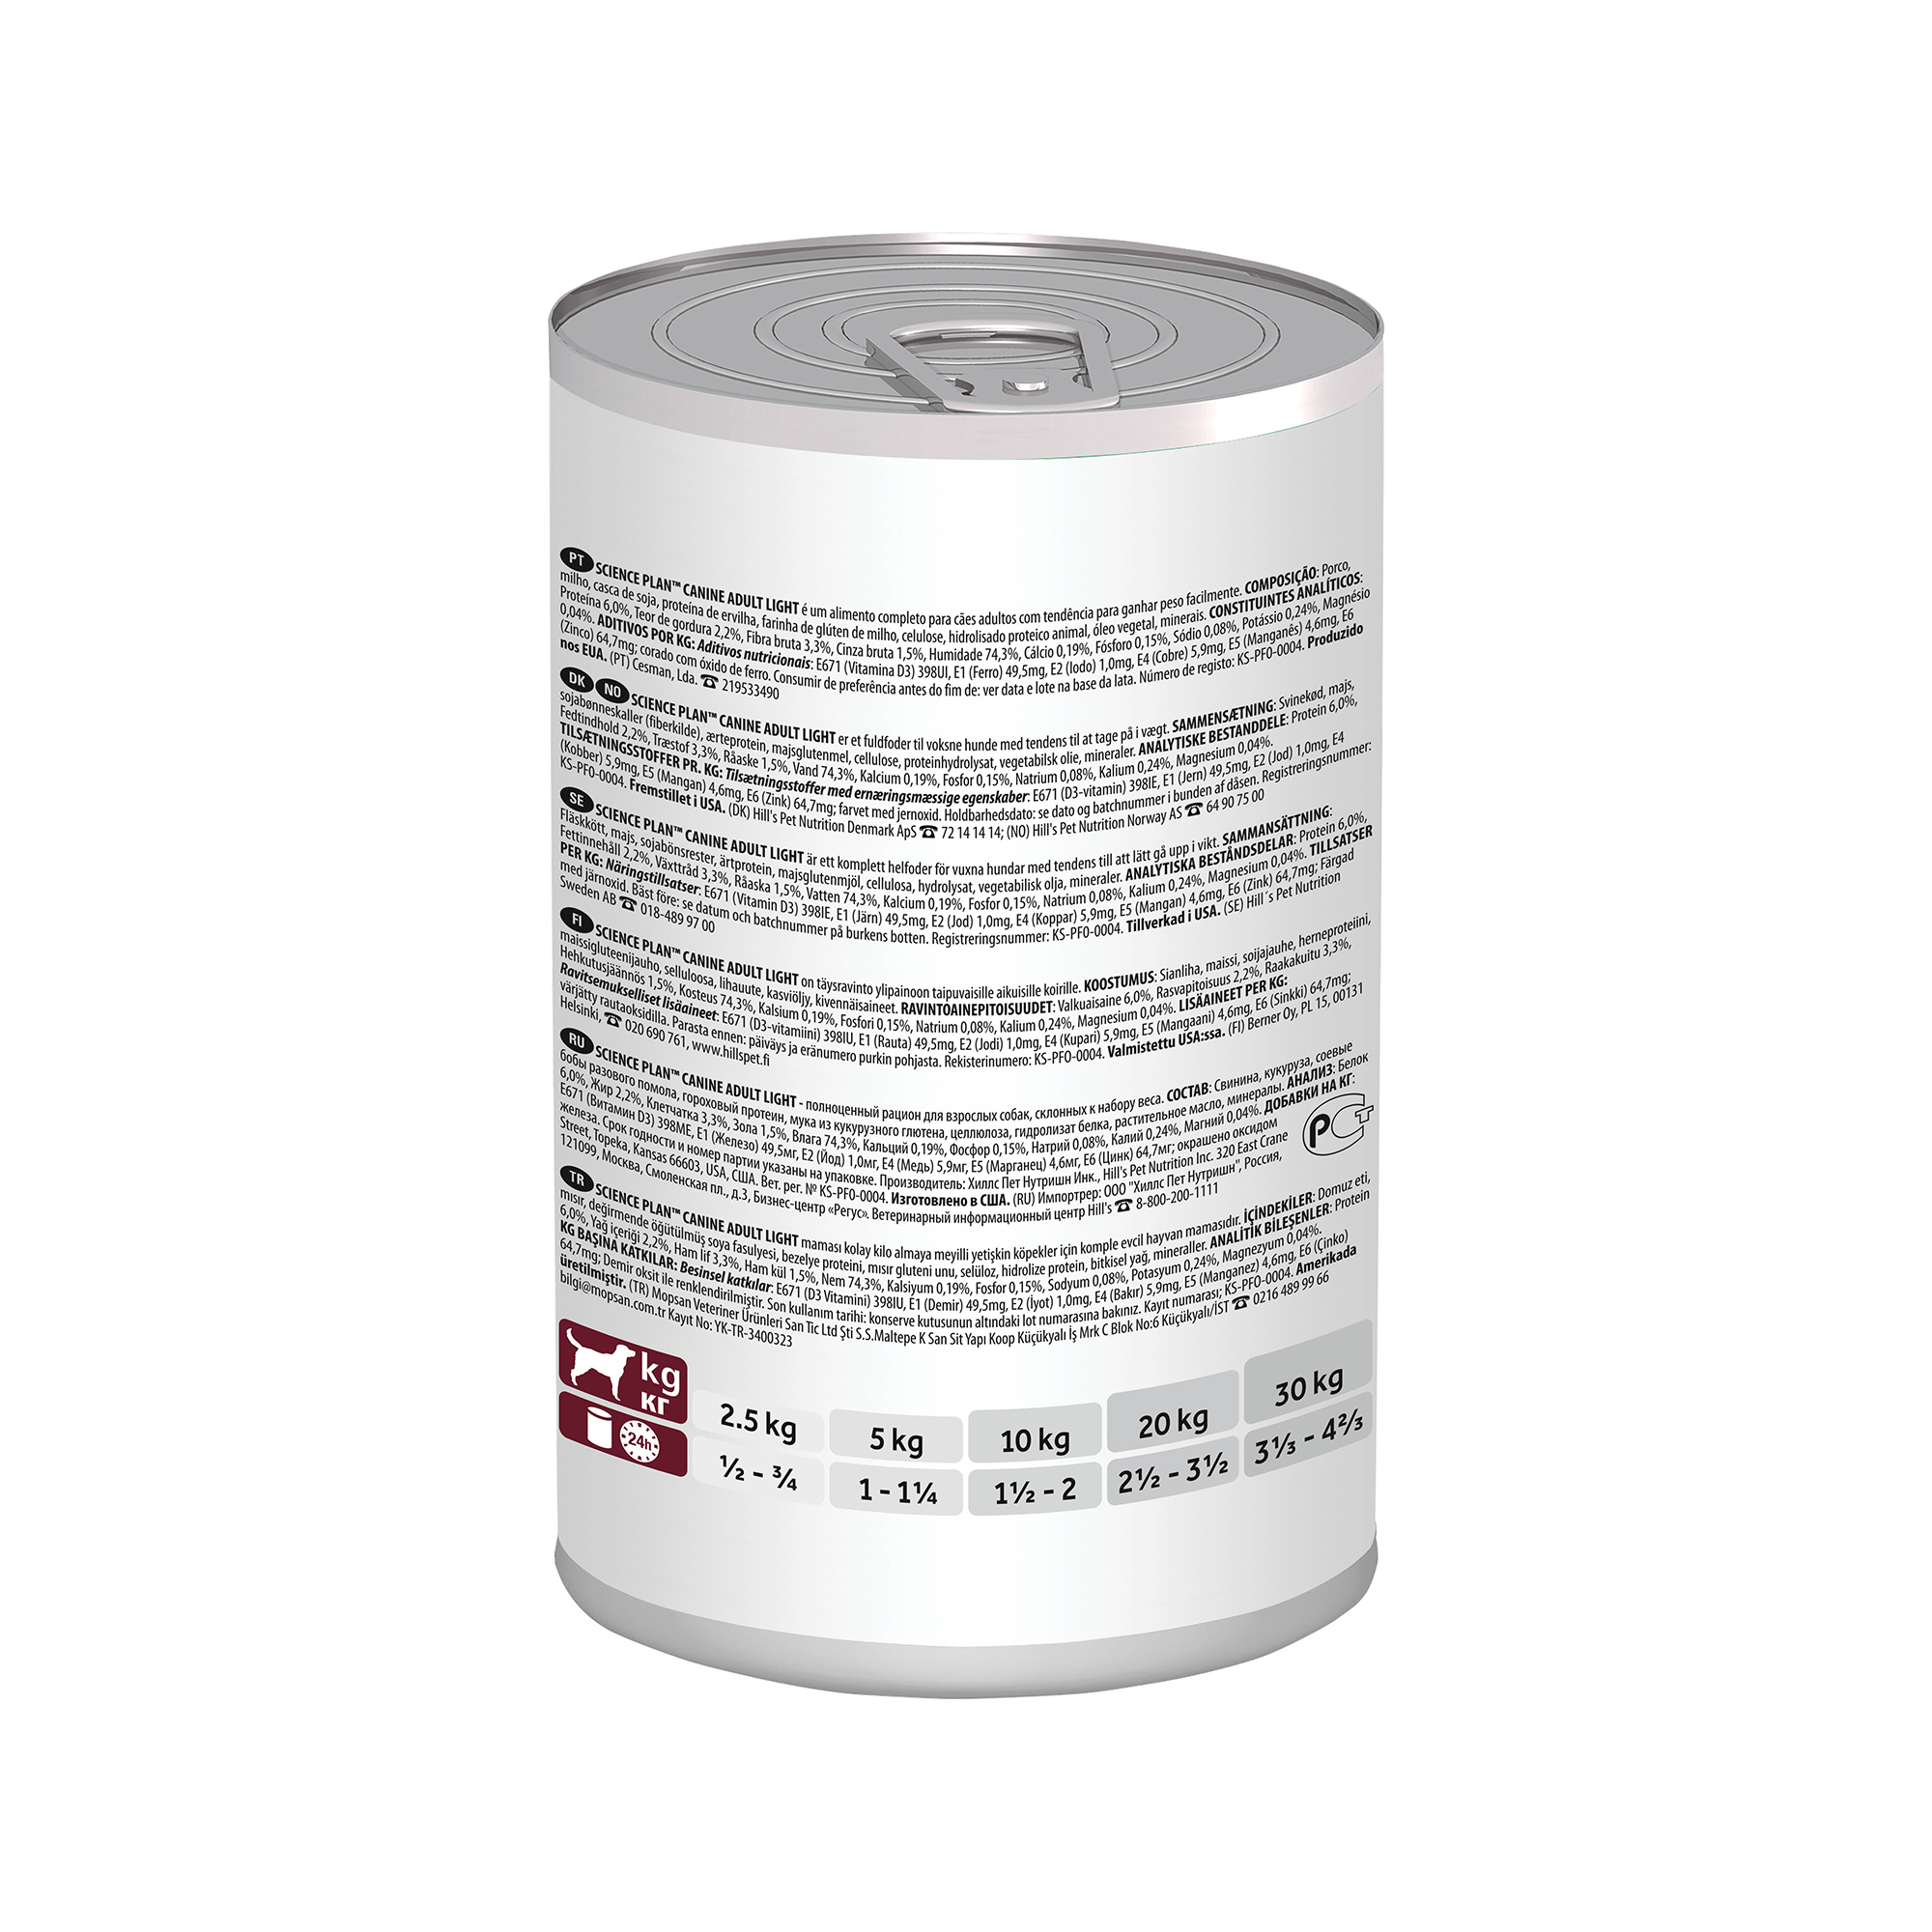 PT SCIENCE PLAN™ CANINE ADULT LIGHT é um alimento completo para cães adultos com tendência para ganhar peso facilmente. COMPOSIÇÃO: Porco,
milho, casca de soja, proteína de ervilha, farinha de glúten de milho, celulose, hidrolisado proteico animal, óleo vegetal, minerais. CONSTITUINTES ANALÍTICOS:
Proteína 6,0%, Teor de gordura 2,2%, Fibra bruta 3,3%, Cinza bruta 1,5%, Humidade 74,3%, Cálcio 0,19%, Fósforo 0,15%, Sódio 0,08%, Potássio 0,24%, Magnésio
0,04%. ADITIVOS POR KG: Aditivos nutricionais: E671 (Vitamina D3) 398UI, E1 (Ferro) 49,5mg, E2 (Iodo) 1,0mg, E4 (Cobre) 5,9mg, E5 (Manganês) 4,6mg, E6
(Zinco) 64,7mg; corado com óxido de ferro. Consumir de preferência antes do fim de: ver data e lote na base da lata. Número de registo: KS-PF0-0004. Produzido
nos EUA. (PT) Cesman, Lda. ☎ 219533490
DK NO SCIENCE PLAN™ CANINE ADULT LIGHT er et fuldfoder til voksne hunde med tendens til at tage på i vægt. SAMMENSÆTNING: Svinekød, majs,
sojabønneskaller (fiberkilde), ærteprotein, majsglutenmel, cellulose, proteinhydrolysat, vegetabilsk olie, mineraler. ANALYTISKE BESTANDDELE: Protein 6,0%,
Fedtindhold 2,2%, Træstof 3,3%, Råaske 1,5%, Vand 74,3%, Kalcium 0,19%, Fosfor 0,15%, Natrium 0,08%, Kalium 0,24%, Magnesium 0,04%.
TILSÆTNINGSSTOFFER PR. KG: Tilsætningsstoffer med ernæringsmæssige egenskaber: E671 (D3-vitamin) 398IE, E1 (Jern) 49,5mg, E2 (Jod) 1,0mg, E4
(Kobber) 5,9mg, E5 (Mangan) 4,6mg, E6 (Zink) 64,7mg; farvet med jernoxid. Holdbarhedsdato: se dato og batchnummer i bunden af dåsen. Registreringsnummer:
KS-PF0-0004. Fremstillet i USA. (DK) Hill's Pet Nutrition Denmark ApS ☎ 72 14 14 14; (NO) Hill's Pet Nutrition Norway AS ☎ 64 90 75 00
SE SCIENCE PLAN™ CANINE ADULT LIGHT är ett komplett helfoder för vuxna hundar med tendens till att lätt gå upp i vikt. SAMMANSÄTTNING:
Fläskkött, majs, sojabönsrester, ärtprotein, majsglutenmjöl, cellulosa, hydrolysat, vegetabilisk olja, mineraler. ANALYTISKA BESTÅNDSDELAR: Protein 6,0%,
Fettinnehåll 2,2%, Växttråd 3,3%, Råaska 1,5%, Vatten 74,3%, Kalcium 0,19%, Fosfor 0,15%, Natrium 0,08%, Kalium 0,24%, Magnesium 0,04%. TILLSATSER
PER KG: Näringstillsatser: E671 (Vitamin D3) 398IE, E1 (Järn) 49,5mg, E2 (Jod) 1,0mg, E4 (Koppar) 5,9mg, E5 (Mangan) 4,6mg, E6 (Zink) 64,7mg; Färgad
med järnoxid. Bäst före: se datum och batchnummer på burkens botten. Registreringsnummer: KS-PF0-0004. Tillverkad i USA. (SE) Hill´s Pet Nutrition
Sweden AB ☎ 018-489 97 00
FI SCIENCE PLAN™ CANINE ADULT LIGHT on täysravinto ylipainoon taipuvaisille aikuisille koirille. KOOSTUMUS: Sianliha, maissi, soijajauhe, herneproteiini,
maissigluteenijauho, selluloosa, lihauute, kasviöljy, kivennäisaineet. RAVINTOAINEPITOISUUDET: Valkuaisaine 6,0%, Rasvapitoisuus 2,2%, Raakakuitu 3,3%,
Hehkutusjäännös 1,5%, Kosteus 74,3%, Kalsium 0,19%, Fosfori 0,15%, Natrium 0,08%, Kalium 0,24%, Magnesium 0,04%. LISÄAINEET PER KG:
Ravitsemukselliset lisäaineet: E671 (D3-vitamiini) 398IU, E1 (Rauta) 49,5mg, E2 (Jodi) 1,0mg, E4 (Kupari) 5,9mg, E5 (Mangaani) 4,6mg, E6 (Sinkki) 64,7mg;
värjätty rautaoksidilla. Parasta ennen: päiväys ja eränumero purkin pohjasta. Rekisterinumero: KS-PF0-0004. Valmistettu USA:ssa. (FI) Berner Oy, PL 15, 00131
Helsinki, ☎ 020 690 761, www.hillspet.fi
RU SCIENCE PLAN™ CANINE ADULT LIGHT - полноценный рацион для взрослых собак, склонных к набору веса. СОСТАВ: Свинина, кукуруза, соевые
бобы разового помола, гороховый протеин, мука из кукурузного глютена, целлюлоза, гидролизат белка, растительное масло, минералы. АНАЛИЗ: Белок
6,0%, Жир 2,2%, Клетчатка 3,3%, Зола 1,5%, Влага 74,3%, Кальций 0,19%, Фосфор 0,15%, Натрий 0,08%, Калий 0,24%, Магний 0,04%. ДОБАВКИ НА КГ:
E671 (Витамин D3) 398МЕ, E1 (Железо) 49,5мг, E2 (Йод) 1,0мг, E4 (Медь) 5,9мг, E5 (Марганец) 4,6мг, E6 (Цинк) 64,7мг; окрашено оксидом
железа. Срок годности и номер партии указаны на упаковке. Производитель: Хиллс Пет Нутришн Инк., Hill's Pet Nutrition Inc. 320 East Crane
Street, Topeka, Kansas 66603, USA, США. Вет. рег. № KS-PF0-0004. Изготовлено в США. (RU) Импортрер: ООО "Хиллс Пет Нутришн", Россия,
121099, Москва, Смоленская пл., д.3, Бизнес-центр «Регус». Ветеринарный информационный центр Hill's ☎ 8-800-200-1111
РСТ
TR SCIENCE PLAN™ CANINE ADULT LIGHT maması kolay kilo almaya meyilli yetişkin köpekler için komple evcil hayvan mamasıdır. İÇİNDEKİLER: Domuz eti,
mısır, değirmende öğütülmüş soya fasulyesi, bezelye proteini, mısır gluteni unu, selüloz, hidrolize protein, bitkisel yağ, mineraller. ANALİTİK BİLEŞENLER: Protein
6,0%, Yağ içeriği 2,2%, Ham lif 3,3%, Ham kül 1,5%, Nem 74,3%, Kalsiyum 0,19%, Fosfor 0,15%, Sodyum 0,08%, Potasyum 0,24%, Magnezyum 0,04%.
KG BAŞINA KATKILAR: Besinsel katkılar: E671 (D3 Vitamini) 398IU, E1 (Demir) 49,5mg, E2 (İyot) 1,0mg, E4 (Bakır) 5,9mg, E5 (Manganez) 4,6mg, E6 (Çinko)
64,7mg; Demir oksit ile renklendirilmiştir. Son kullanım tarihi: konserve kutusunun altındaki lot numarasına bakınız. Kayıt numarası; KS-PF0-0004. Amerikada
üretilmiştir. (TR) Mopsan Veteriner Ürünleri San Tic Ltd Şti S.S.Maltepe K San Sit Yapı Koop Küçükyalı İş Mrk C Blok No:6 Küçükyalı/İST ☎ 0216 489 99 66
bilgi@mopsan.com.tr Kayıt No: YK-TR-3400323
kg
кг
2.5 kg 5 kg 10 kg 20 kg 30 kg
24h
½ - ¾ 1 - 1¼ 1½ - 2 2½ - 3½ 3⅓ - 4⅔